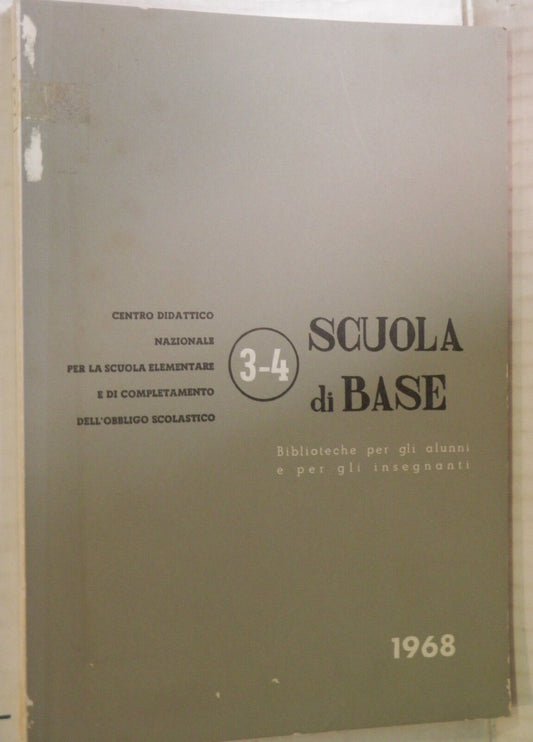 CENTRO DIDATTICO
NAZIONALE
PER LA SCUOLA ELEMENTARE
E DI COMPLETAMENTO
DELL'OBBLIGO SCOLASTICO
3-4
SCUOLA
di BASE
Biblioteche per gli alunni
e per gli insegnanti
1968